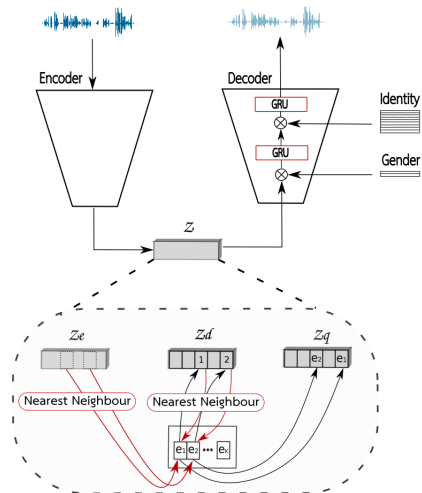 Encoder
Decoder
GRU
Identity
GRU
Gender
z
ze
zd
zq
1 2
e2 e1
Nearest Neighbour
Nearest Neighbour
e1 e2 ••• eK